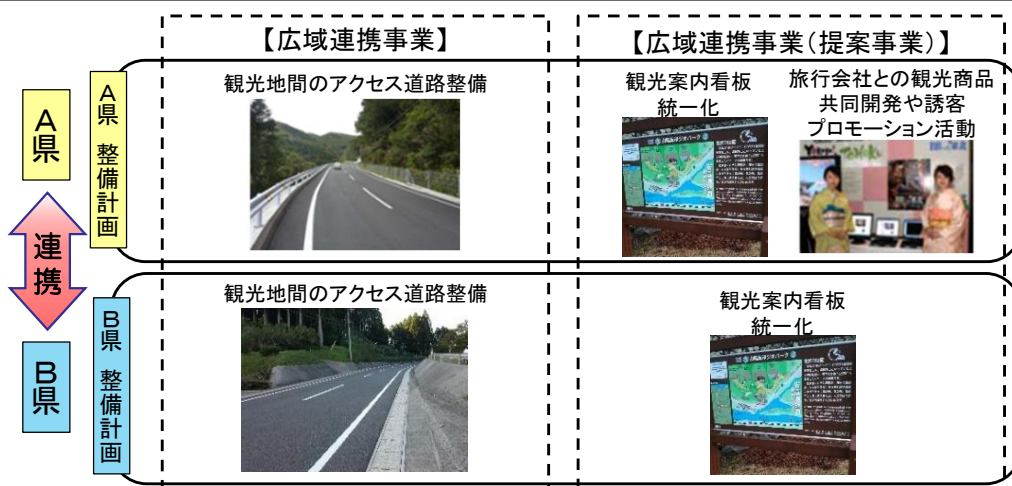 【広域連携事業】
【広域連携事業(提案事業)】
A県
連携
B県
A県 整備計画
観光地間のアクセス道路整備
観光案内看板
統一化
旅行会社との観光商品
共同開発や誘客
プロモーション活動
B県 整備計画
観光地間のアクセス道路整備
観光案内看板
統一化